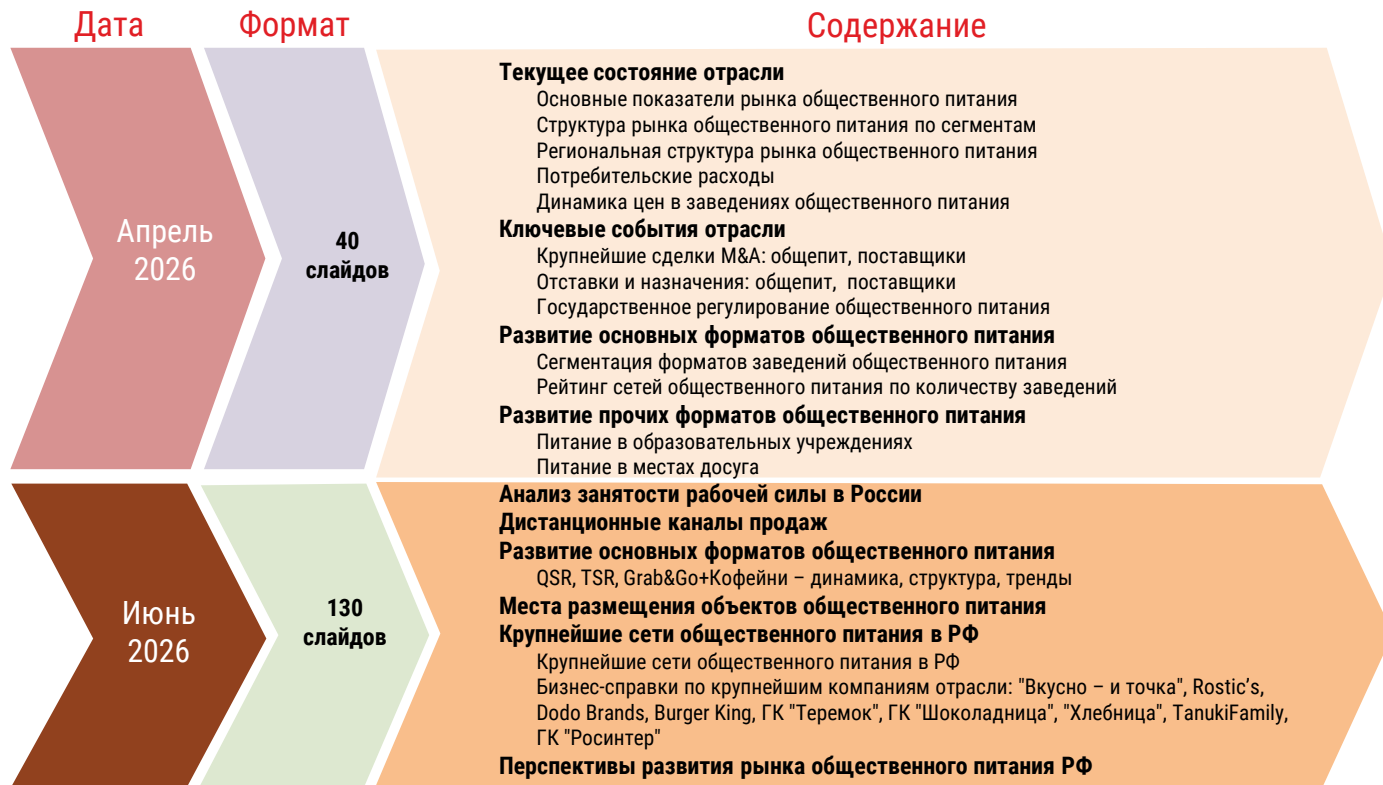 Дата
Формат
Содержание
Апрель
2026
40
слайдов
Текущее состояние отрасли
Основные показатели рынка общественного питания
Структура рынка общественного питания по сегментам
Региональная структура рынка общественного питания
Потребительские расходы
Динамика цен в заведениях общественного питания
Ключевые события отрасли
Крупнейшие сделки M&A: общепит, поставщики
Отставки и назначения: общепит, поставщики
Государственное регулирование общественного питания
Развитие основных форматов общественного питания
Сегментация форматов заведений общественного питания
Рейтинг сетей общественного питания по количеству заведений
Развитие прочих форматов общественного питания
Питание в образовательных учреждениях
Питание в местах досуга
Июнь
2026
130
слайдов
Анализ занятости рабочей силы в России
Дистанционные каналы продаж
Развитие основных форматов общественного питания
QSR, TSR, Grab&Go+Кофейни – динамика, структура, тренды
Места размещения объектов общественного питания
Крупнейшие сети общественного питания в РФ
Крупнейшие сети общественного питания в РФ
Бизнес-справки по крупнейшим компаниям отрасли: "Вкусно – и точка", Rostic’s,
Dodo Brands, Burger King, ГК "Теремок", ГК "Шоколадница", "Хлебница", TanukiFamily,
ГК "Росинтер"
Перспективы развития рынка общественного питания РФ